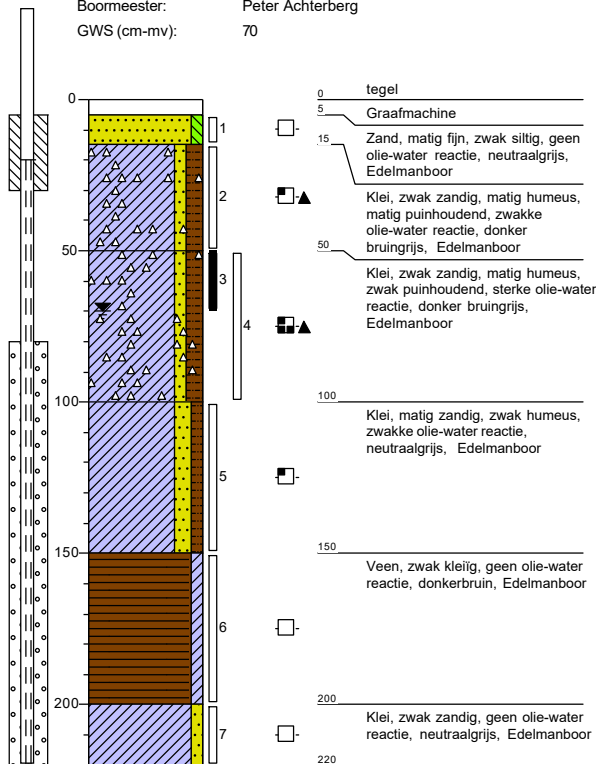 Boormeester: Peter Achterberg
GWS (cm-mv): 70
0
50
100
150
200
1
2
3
4
5
6
7
0 tegel
5 Graafmachine
15 Zand, matig fijn, zwak siltig, geen
olie-water reactie, neutraalgrijs,
Edelmanboor
Klei, zwak zandig, matig humeus,
matig puinhoudend, zwakke
olie-water reactie, donker
bruingrijs, Edelmanboor
50
Klei, zwak zandig, matig humeus,
zwak puinhoudend, sterke olie-water
reactie, donker bruingrijs,
Edelmanboor
100
Klei, matig zandig, zwak humeus,
zwakke olie-water reactie,
neutraalgrijs, Edelmanboor
150
Veen, zwak kleiïg, geen olie-water
reactie, donkerbruin, Edelmanboor
200
Klei, zwak zandig, geen olie-water
reactie, neutraalgrijs, Edelmanboor
220